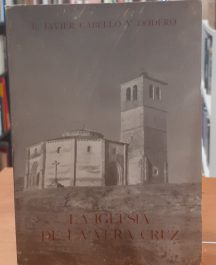 F. JAVIER CABELLO Y DODERO
LA IGLESIA
DE LA VERA CRUZ